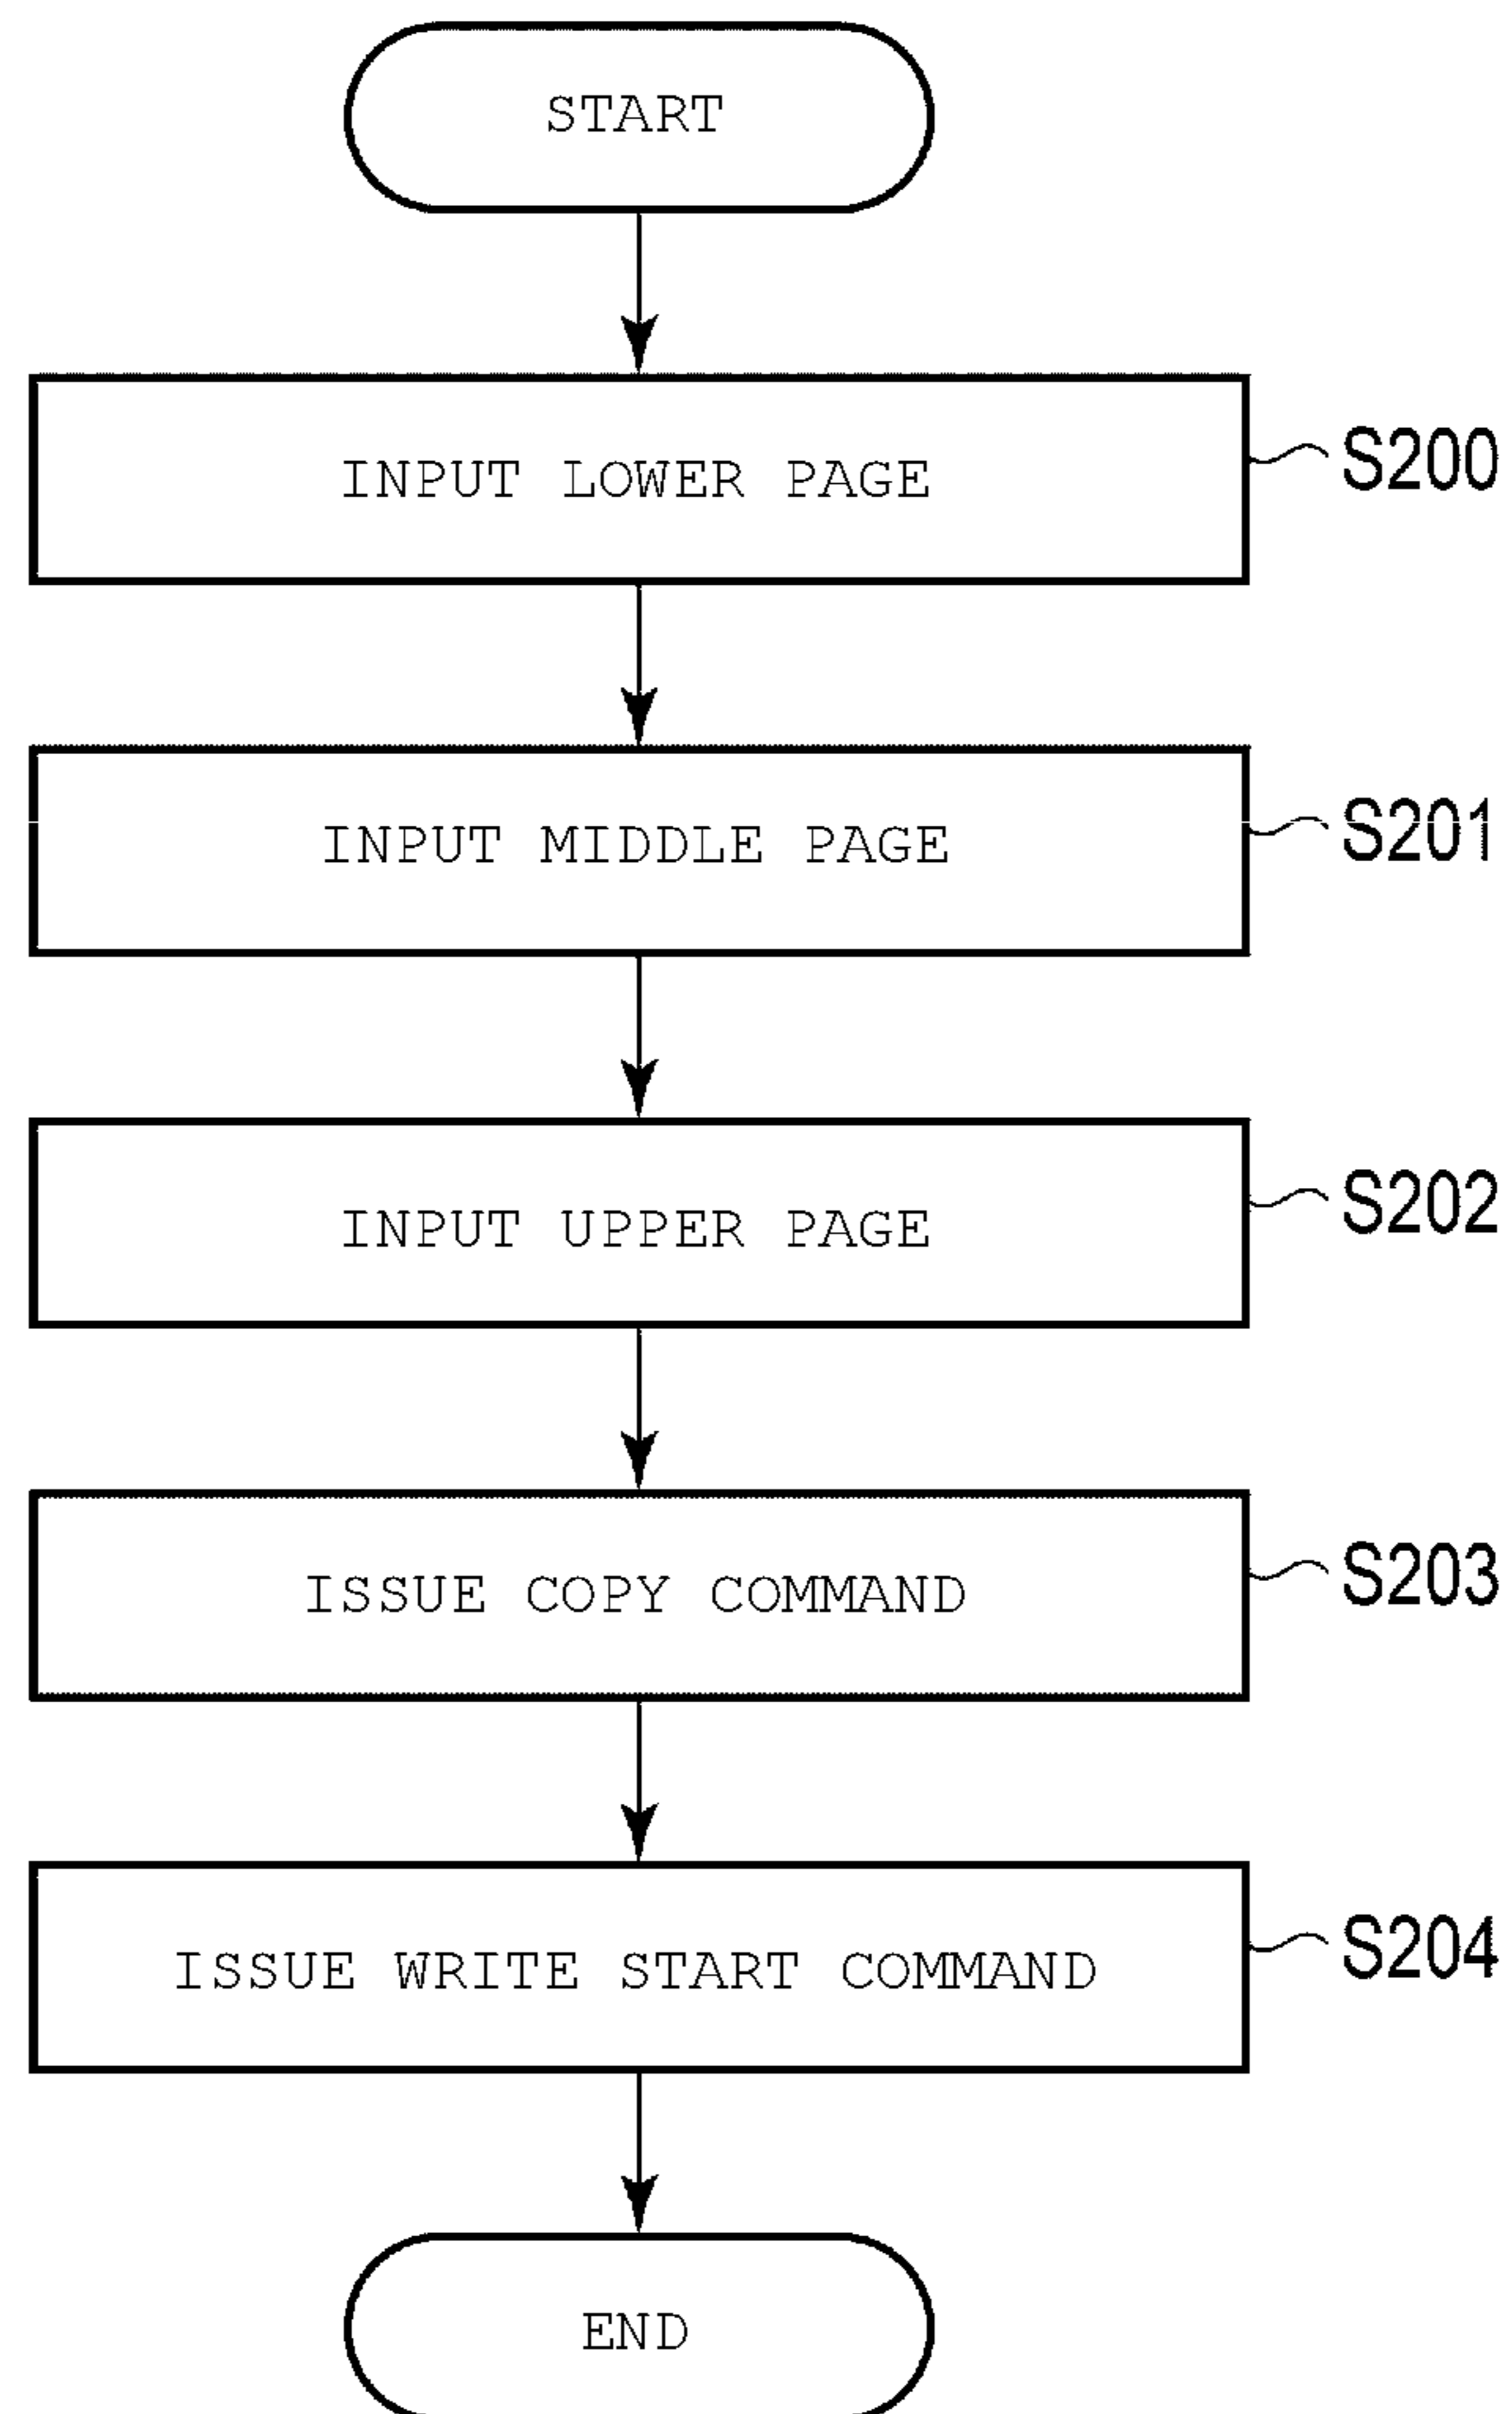 START
INPUT LOWER PAGE
S200
INPUT MIDDLE PAGE
S201
INPUT UPPER PAGE
S202
ISSUE COPY COMMAND
S203
ISSUE WRITE START COMMAND
S204
END